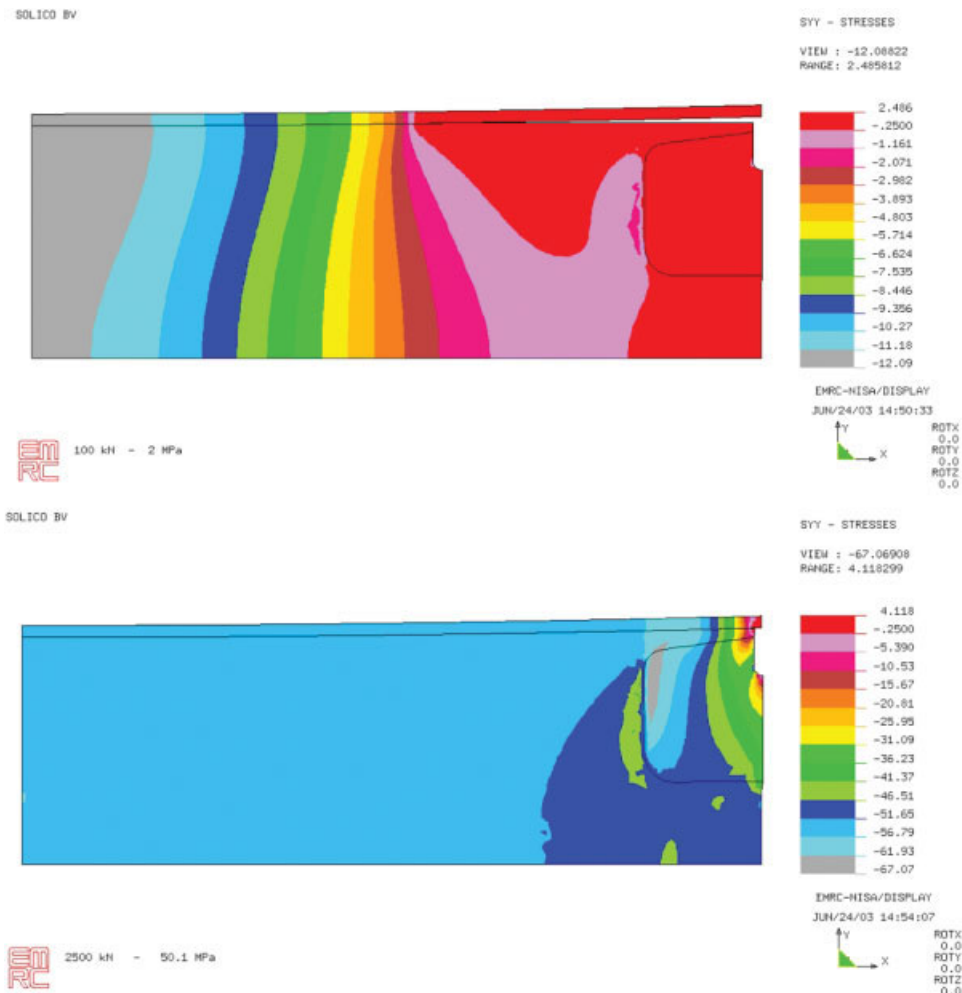 SOLICO BV
SYY - STRESSES
VIEW : -12.08822
RANGE: 2.485812
2.486
-.2500
-1.161
-2.071
-2.982
-3.893
-4.803
-5.714
-6.624
-7.535
-8.446
-9.356
-10.27
-11.18
-12.09
EMRC-NISA/DISPLAY
JUN/24/03 14:50:33
Y
X
ROTX
0.0
ROTY
0.0
ROTZ
0.0
EMRC
100 kN - 2 MPa
SOLICO BV
SYY - STRESSES
VIEW : -67.06908
RANGE: 4.118299
4.118
-.2500
-5.390
-10.53
-15.67
-20.81
-25.95
-31.09
-36.23
-41.37
-46.51
-51.65
-56.79
-61.93
-67.07
EMRC-NISA/DISPLAY
JUN/24/03 14:54:07
Y
X
ROTX
0.0
ROTY
0.0
ROTZ
0.0
EMRC
2500 kN - 50.1 MPa